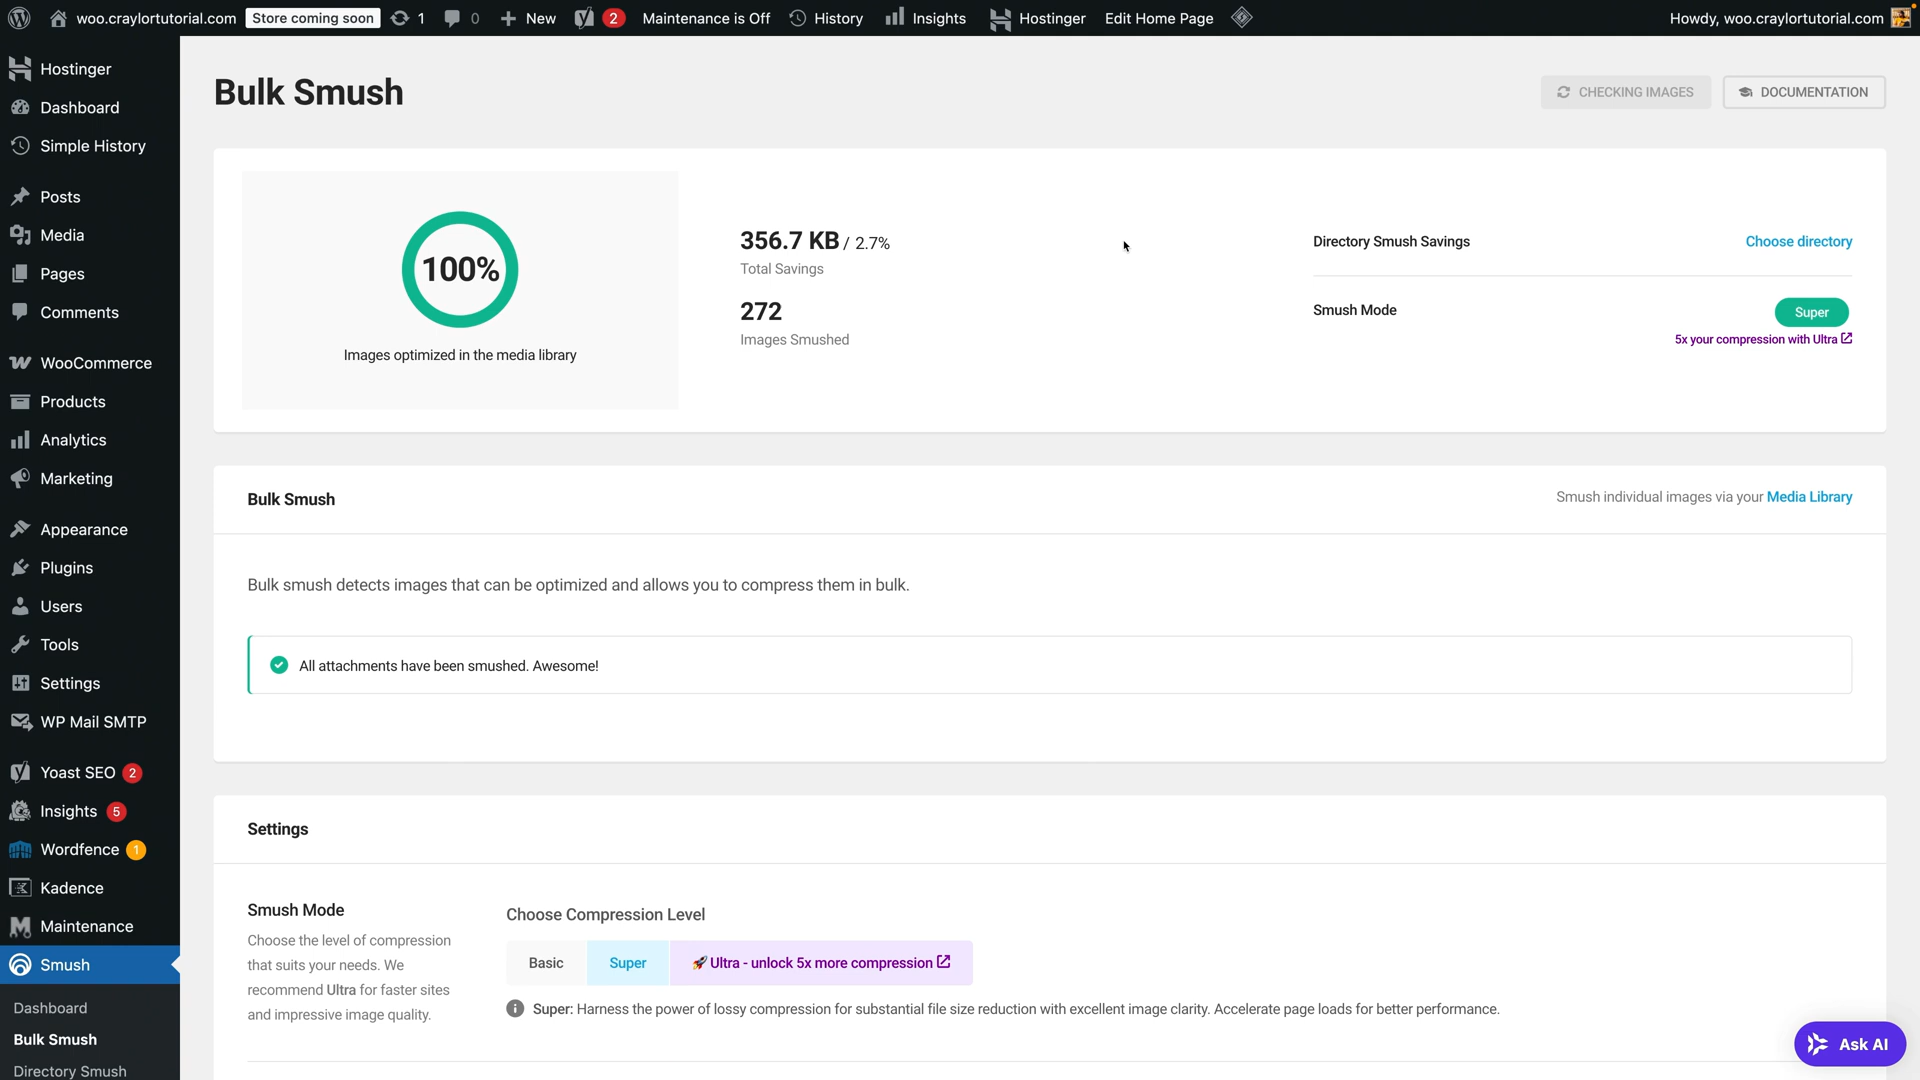 woo.craylortutorial.com Store coming soon 1 0 New 2 Maintenance is Off History Insights Hostinger Edit Home Page Howdy, woo.craylortutorial.com
Hostinger
Dashboard
Simple History
Posts
Media
Pages
Comments
WooCommerce
Products
Analytics
Marketing
Appearance
Plugins
Users
Tools
Settings
WP Mail SMTP
Yoast SEO 2
Insights 5
Wordfence 1
Kadence
Maintenance
Smush
Dashboard
Bulk Smush
Directory Smush
Bulk Smush
CHECKING IMAGES
DOCUMENTATION
100%
Images optimized in the media library
356.7 KB / 2.7%
Total Savings
272
Images Smushed
Directory Smush Savings Choose directory
Smush Mode Super
5x your compression with Ultra
Bulk Smush
Smush individual images via your Media Library
Bulk smush detects images that can be optimized and allows you to compress them in bulk.
All attachments have been smushed. Awesome!
Settings
Smush Mode
Choose the level of compression
that suits your needs. We
recommend Ultra for faster sites
and impressive image quality.
Choose Compression Level
Basic Super 🚀 Ultra - unlock 5x more compression
Super: Harness the power of lossy compression for substantial file size reduction with excellent image clarity. Accelerate page loads for better performance.
Ask AI